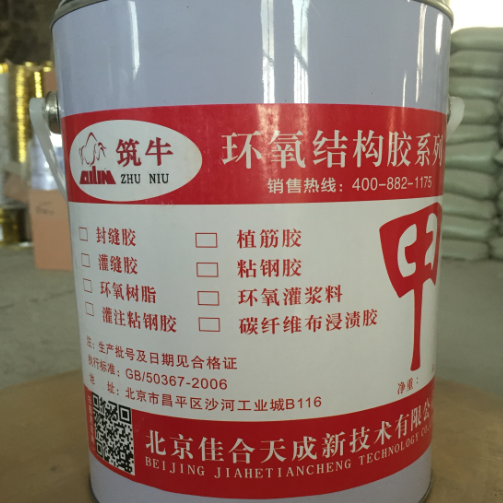 筑牛
ZHU NIU
环氧结构胶系列
销售热线：400-882-1175
□ 封缝胶
□ 植筋胶
□ 灌缝胶
□ 粘钢胶
□ 环氧树脂
□ 环氧灌浆料
□ 灌注粘钢胶
□ 碳纤维布浸渍胶
甲
注：生产批号及日期见合格证
执行标准：GB/50367-2006
地 址：北京市昌平区沙河工业城B116
净重：
北京佳合天成新技术有限公
BEIJING JIAHETIANCHENG TECHNOLOGY